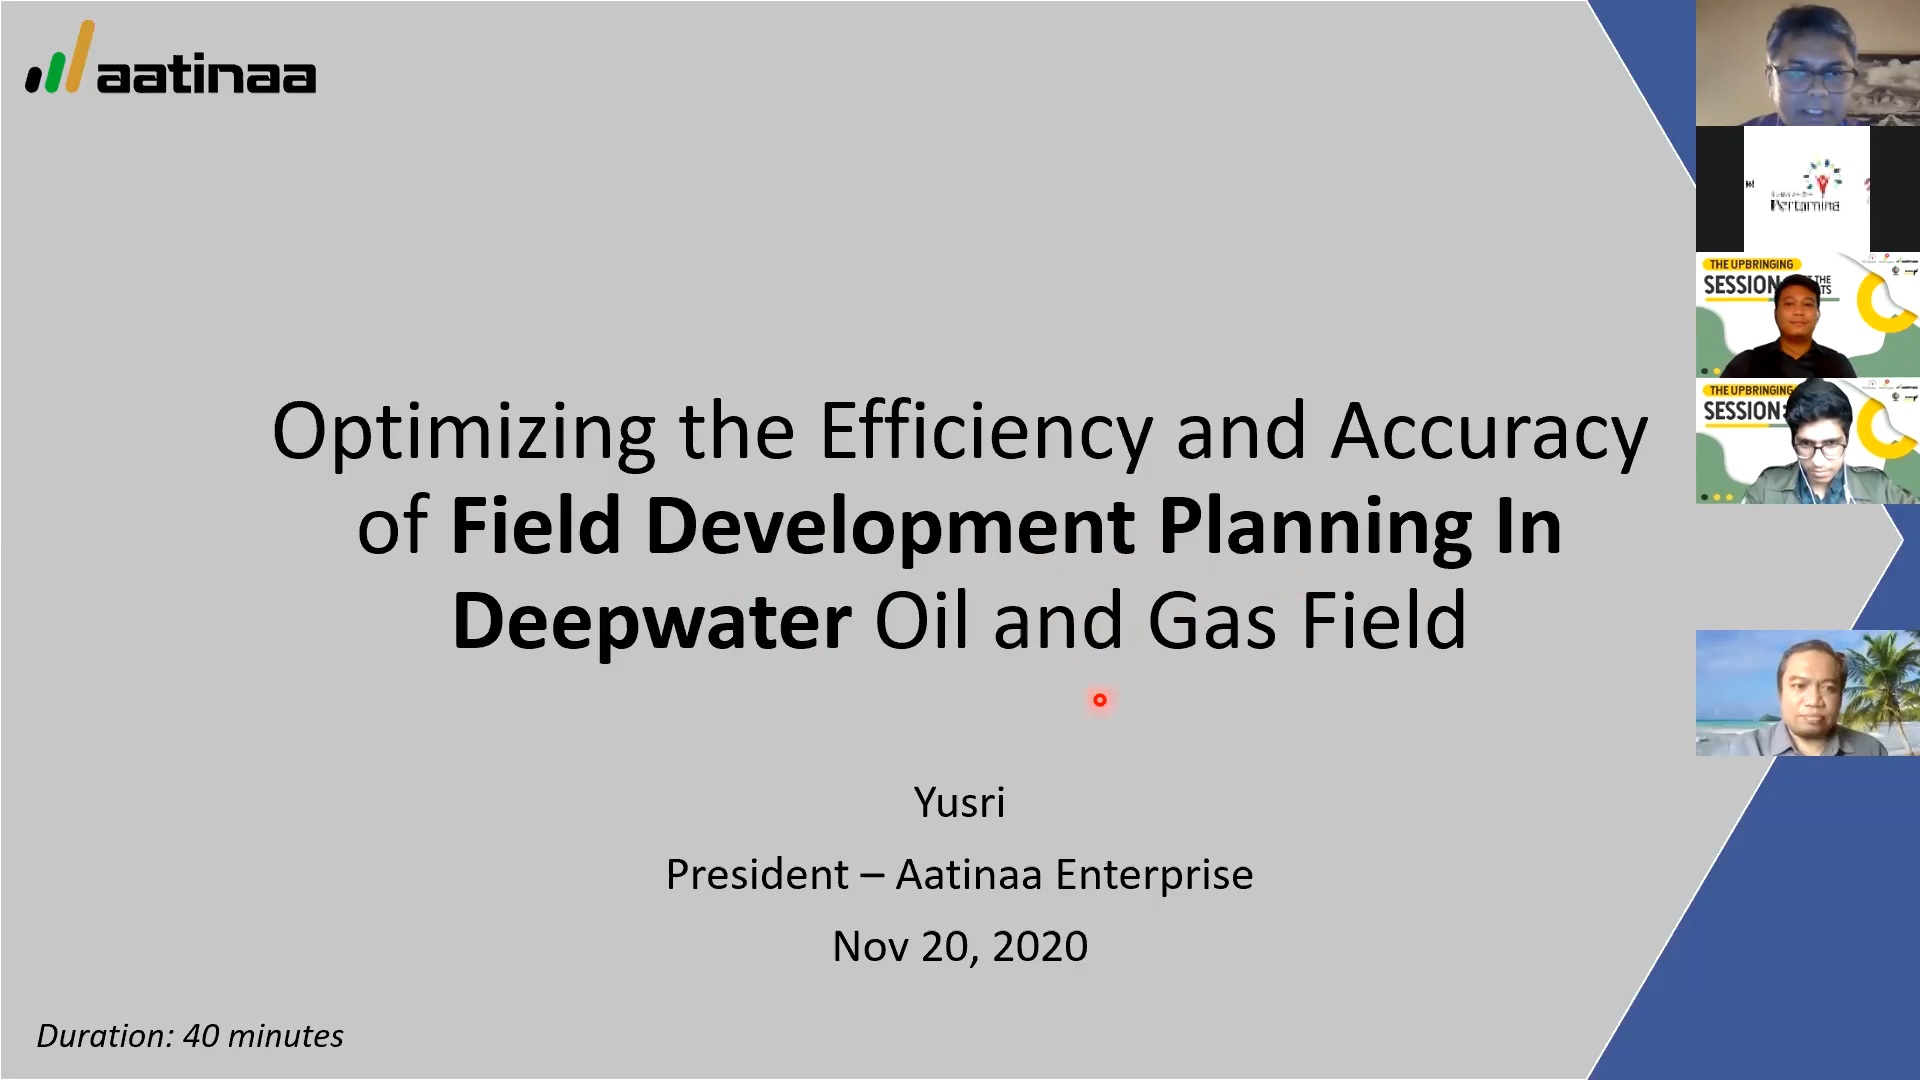 aatinaa
Optimizing the Efficiency and Accuracy
of Field Development Planning In
Deepwater Oil and Gas Field
Yusri
President – Aatinaa Enterprise
Nov 20, 2020
Duration: 40 minutes
Pertamina
THE UPBRINGING
SESSION
THE
THE UPBRINGING
SESSION: